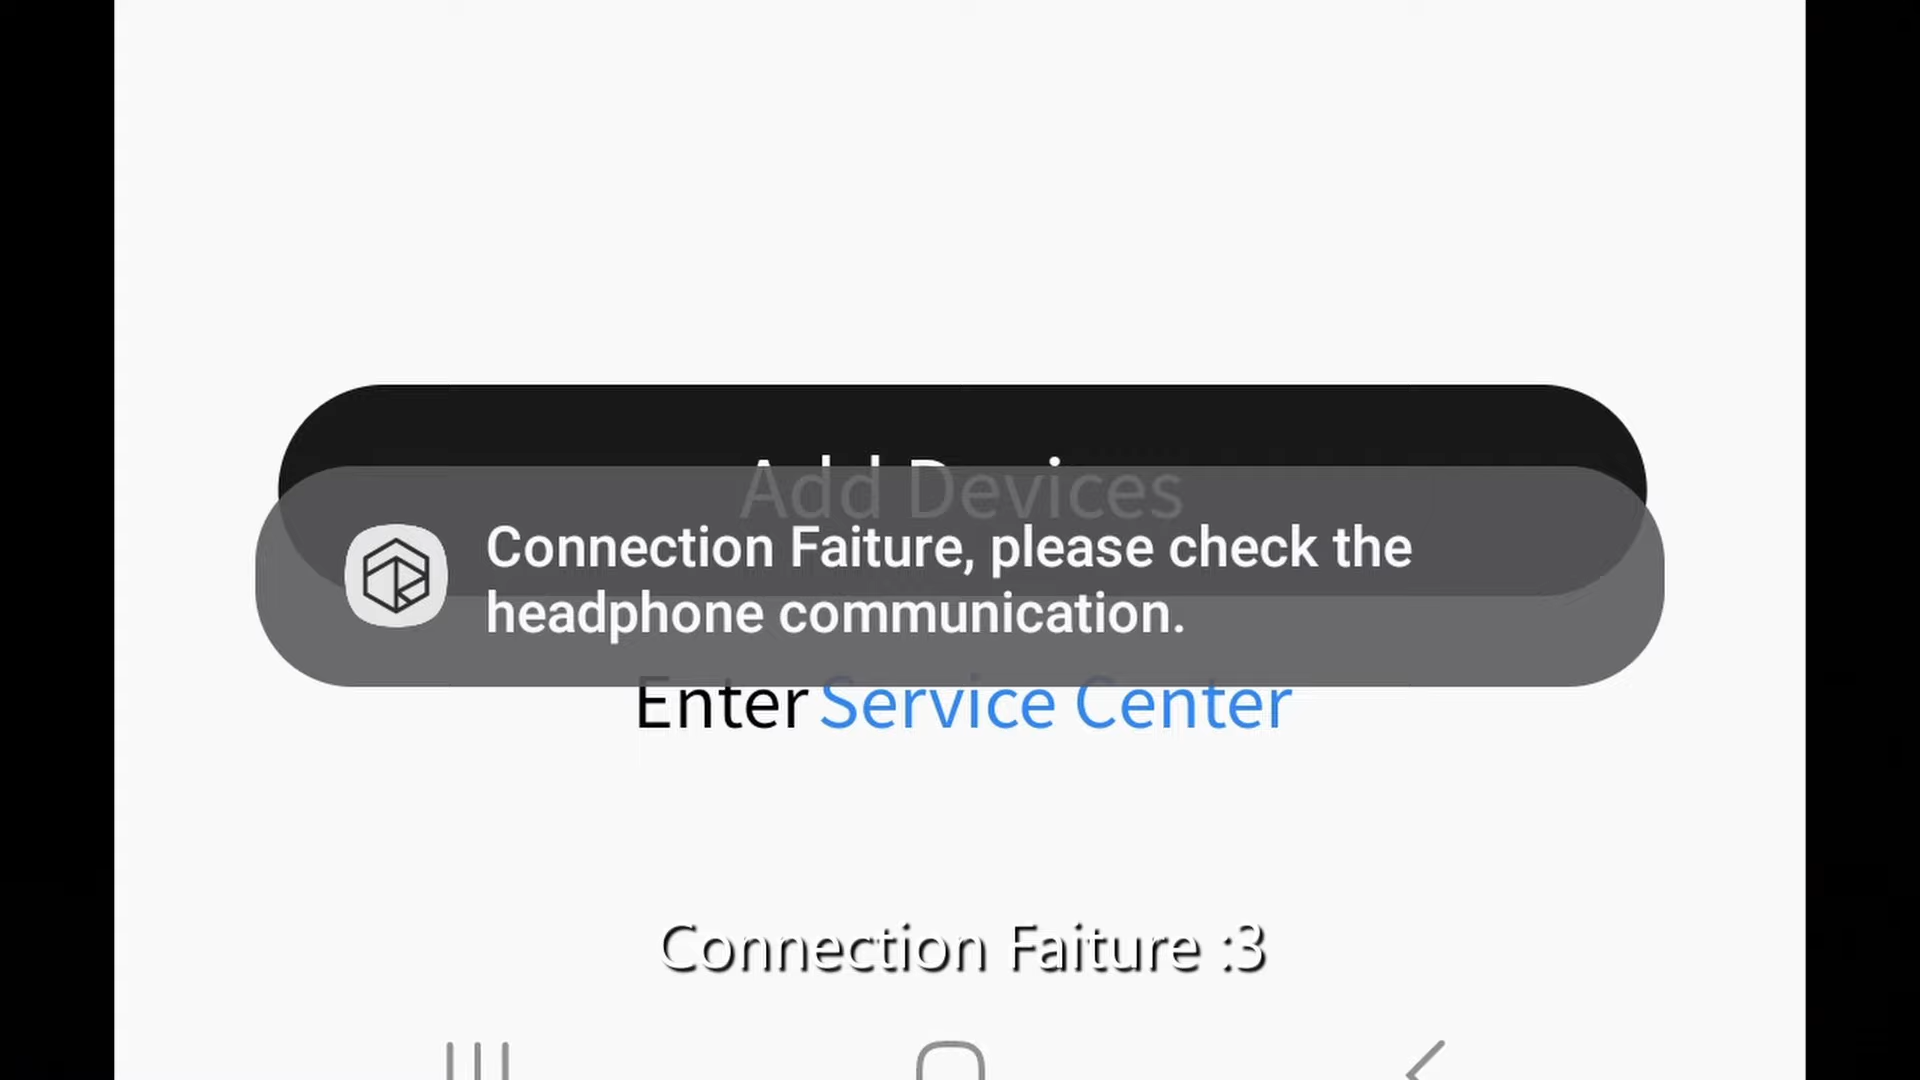 Add Devices
Connection Faiture, please check the
headphone communication.
Enter Service Center
Connection Faiture :3